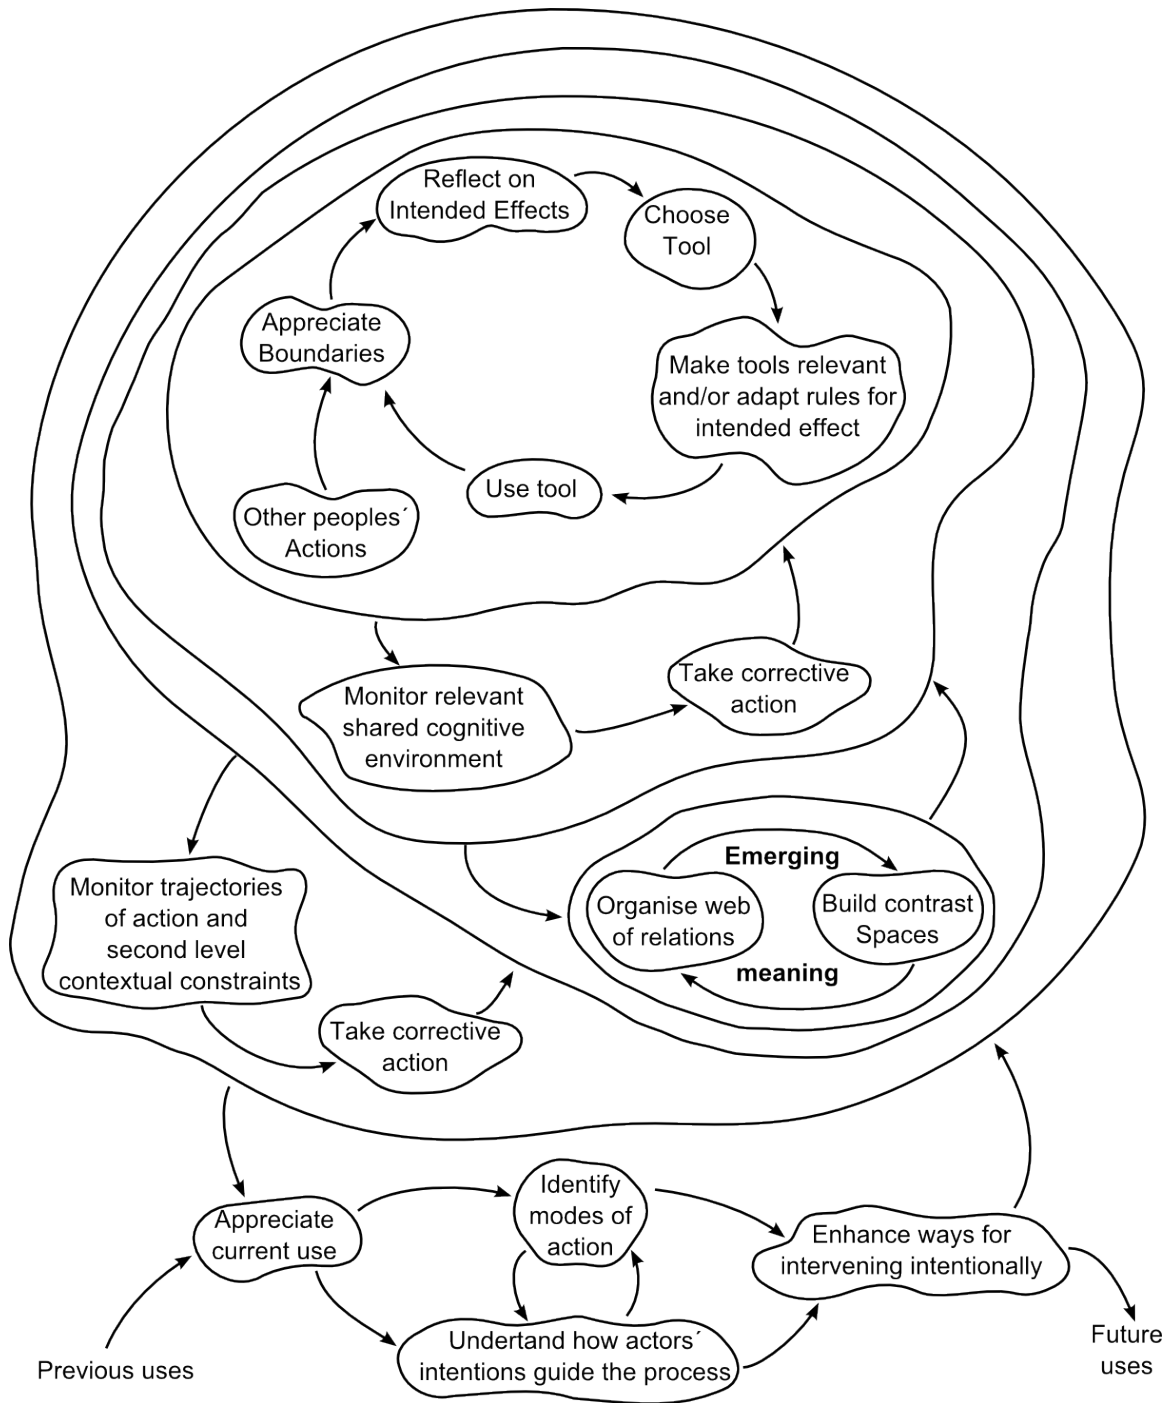 Reflect on
Intended Effects
Choose
Tool
Appreciate
Boundaries
Make tools relevant
and/or adapt rules for
intended effect
Use tool
Other peoples´
Actions
Take corrective
action
Monitor relevant
shared cognitive
environment
Emerging
Organise web
of relations
Build contrast
Spaces
meaning
Monitor trajectories
of action and
second level
contextual constraints
Take corrective
action
Identify
modes of
action
Appreciate
current use
Enhance ways for
intervening intentionally
Undertand how actors´
intentions guide the process
Previous uses
Future
uses